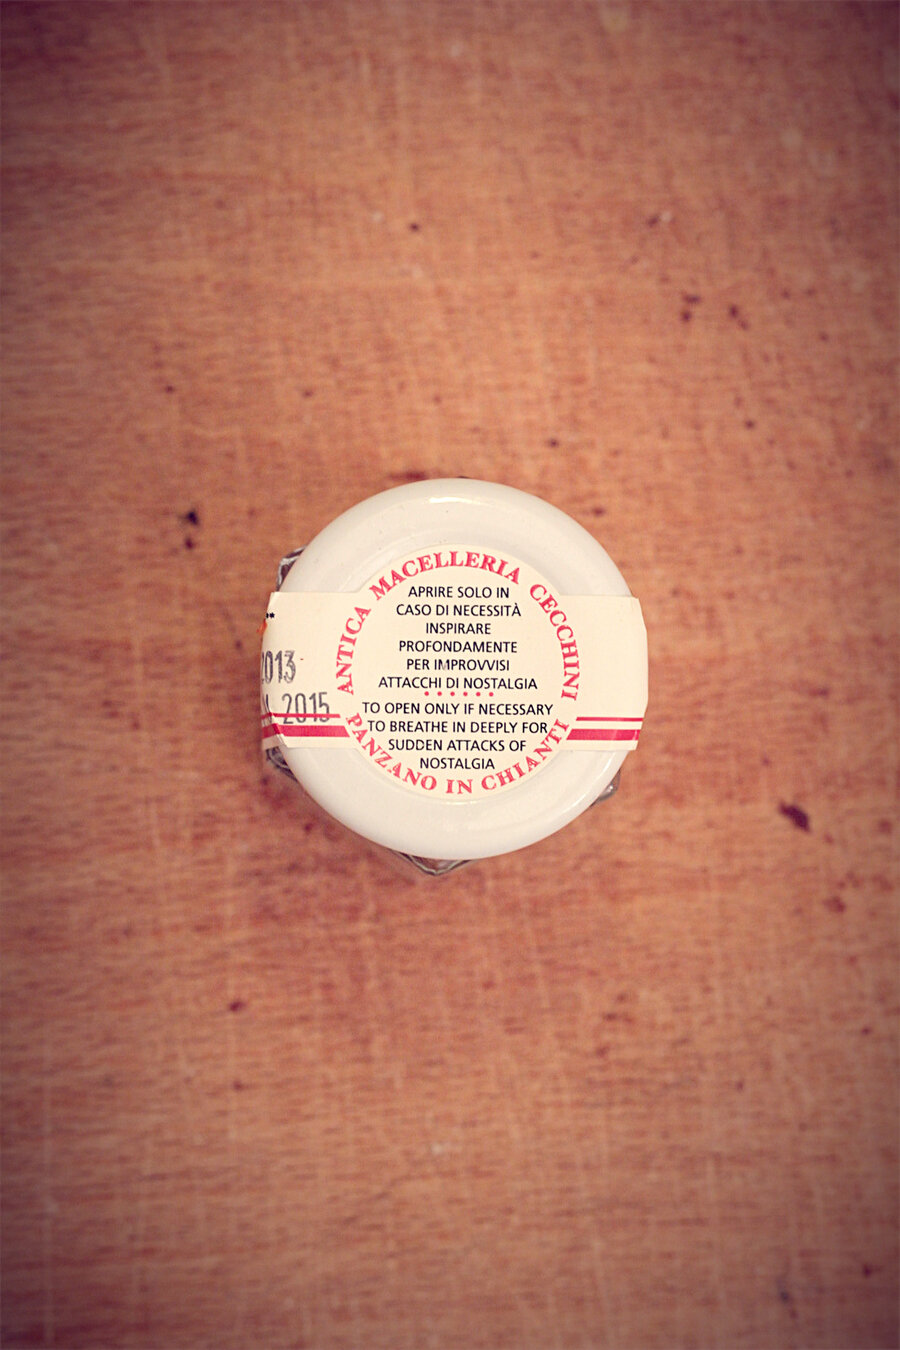 ANTICA MACELLERIA CECCHINI
APRIRE SOLO IN
CASO DI NECESSITÀ
INSPIRARE
PROFONDAMENTE
PER IMPROVVISI
ATTACCHI DI NOSTALGIA
TO OPEN ONLY IF NECESSARY
TO BREATHE IN DEEPLY FOR
SUDDEN ATTACKS OF
NOSTALGIA
PANZANO IN CHIANTI
2013
2015